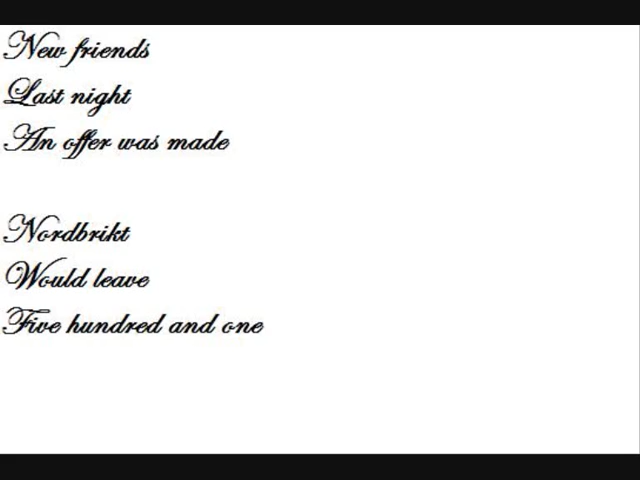 New friends
Last night
An offer was made
Nordbrikt
Would leave
Five hundred and one